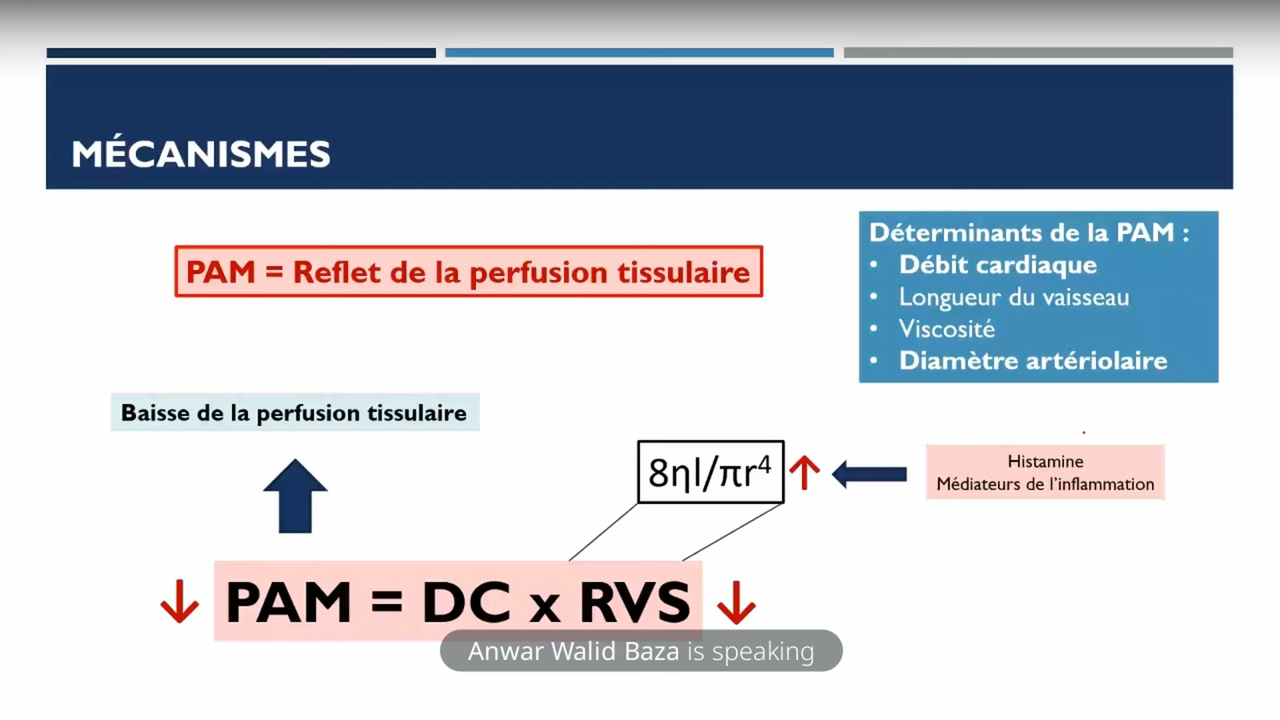 MÉCANISMES
PAM = Reflet de la perfusion tissulaire
Déterminants de la PAM :
• Débit cardiaque
• Longueur du vaisseau
• Viscosité
• Diamètre artériolaire
Baisse de la perfusion tissulaire
8ηl/πr⁴ ↑
Histamine
Médiateurs de l'inflammation
↓ PAM = DC x RVS ↓
Anwar Walid Baza is speaking